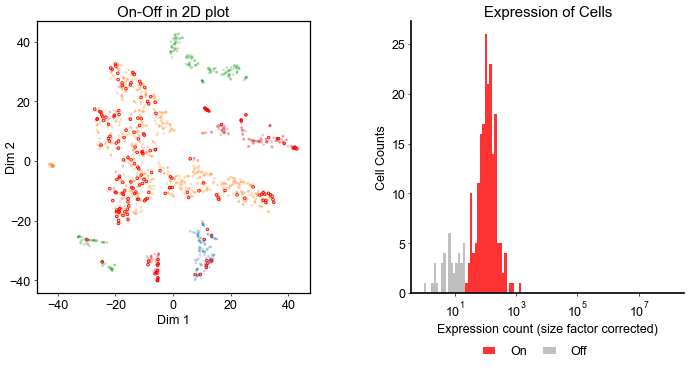 On-Off in 2D plot
40
20
0
−20
−40
Dim 2
−40
−20
0
20
40
Dim 1
Expression of Cells
25
20
15
10
5
0
Cell Counts
10^1
10^3
10^5
10^7
Expression count (size factor corrected)
On
Off